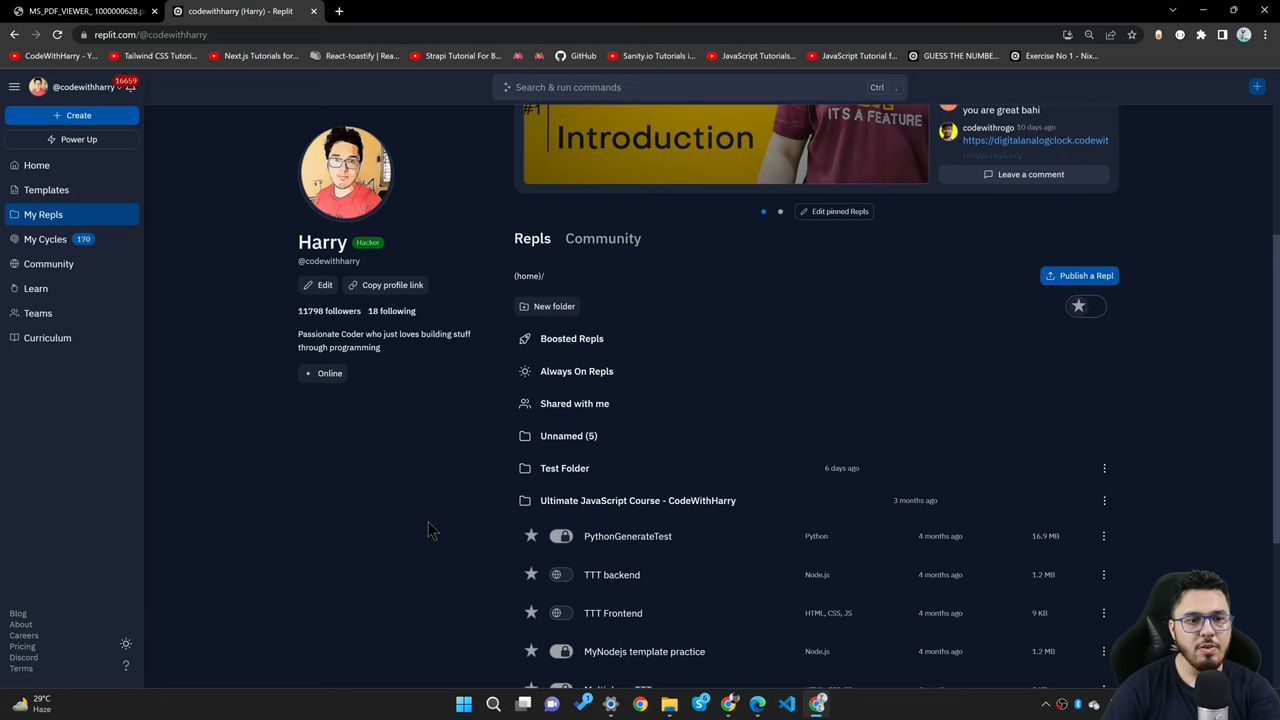 MS_PDF_VIEWER_ 1000000628.pdf
codewithharry (Harry) - Replit
replit.com/@codewithharry
CodeWithHarry - Y...
Tailwind CSS Tutori...
Next.js Tutorials for...
React-toastify | Rea...
Strapi Tutorial For B...
GitHub
Sanity.io Tutorials i...
JavaScript Tutorials...
JavaScript Tutorial f...
GUESS THE NUMBE...
Exercise No 1 - Nix...
@codewithharry
16659
Search & run commands
Ctrl .
Create
Power Up
Home
Templates
My Repls
My Cycles 170
Community
Learn
Teams
Curriculum
Blog
About
Careers
Pricing
Discord
Terms
Harry Hacker
@codewithharry
Edit
Copy profile link
11798 followers 18 following
Passionate Coder who just loves building stuff
through programming
Online
#1
Introduction
IT'S A FEATURE
you are great bahi
codewithrogo 10 days ago
https://digitalanalogclock.codewit
Leave a comment
Edit pinned Repls
Repls Community
(home)/
Publish a Repl
New folder
Boosted Repls
Always On Repls
Shared with me
Unnamed (5)
Test Folder 6 days ago
Ultimate JavaScript Course - CodeWithHarry 3 months ago
PythonGenerateTest Python 4 months ago 16.9 MB
TTT backend Node.js 4 months ago 1.2 MB
TTT Frontend HTML, CSS, JS 4 months ago 9 KB
MyNodejs template practice Node.js 4 months ago 1.2 MB
29°C
Haze